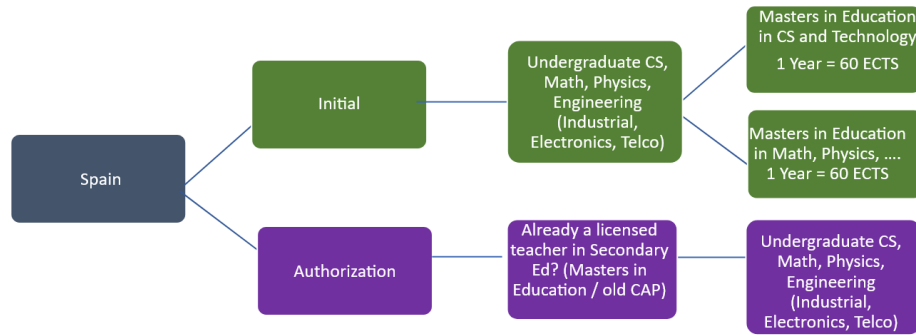 Spain
Initial
Undergraduate CS,
Math, Physics,
Engineering
(Industrial,
Electronics, Telco)
Masters in Education
in CS and Technology
1 Year = 60 ECTS
Masters in Education
in Math, Physics, ....
1 Year = 60 ECTS
Authorization
Already a licensed
teacher in Secondary
Ed? (Masters in
Education / old CAP)
Undergraduate CS,
Math, Physics,
Engineering
(Industrial,
Electronics, Telco)